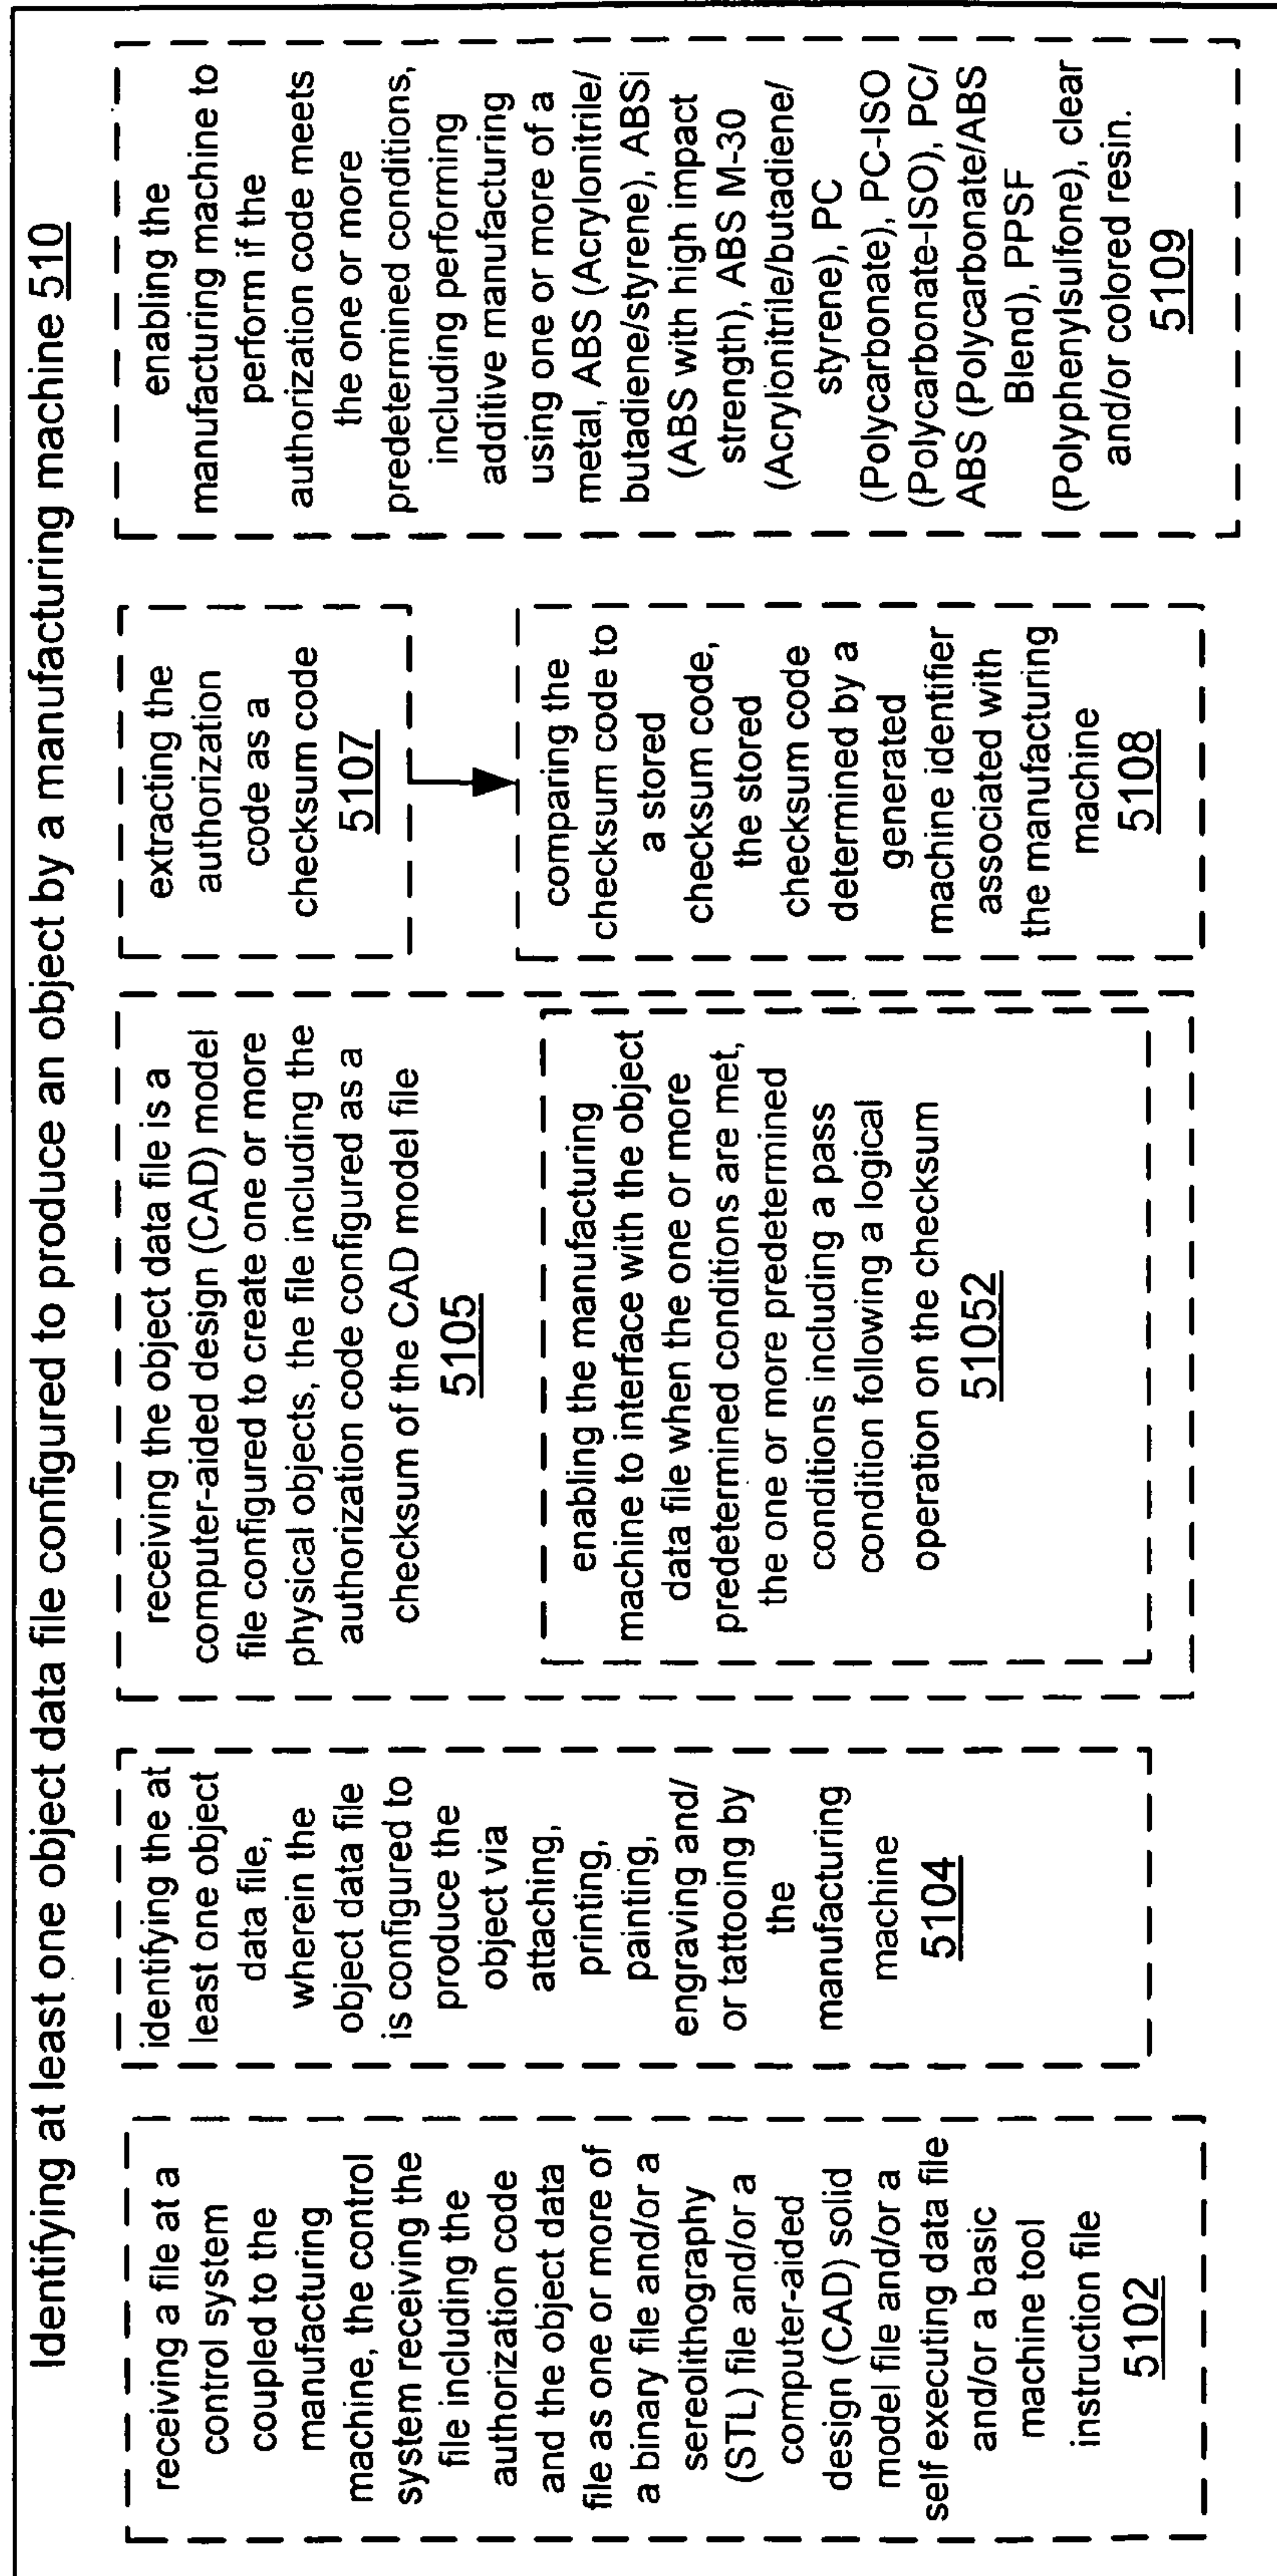 Identifying at least one object data file configured to produce an object by a manufacturing machine 510
receiving a file at a
control system
coupled to the
manufacturing
machine, the control
system receiving the
file including the
authorization code
and the object data
file as one or more of
a binary file and/or a
sereolithography
(STL) file and/or a
computer-aided
design (CAD) solid
model file and/or a
self executing data file
and/or a basic
machine tool
instruction file
5102
identifying the at
least one object
data file,
wherein the
object data file
is configured to
produce the
object via
attaching,
printing,
painting,
engraving and/
or tattooing by
the
manufacturing
machine
5104
receiving the object data file is a
computer-aided design (CAD) model
file configured to create one or more
physical objects, the file including the
authorization code configured as a
checksum of the CAD model file
5105
enabling the manufacturing
machine to interface with the object
data file when the one or more
predetermined conditions are met,
the one or more predetermined
conditions including a pass
condition following a logical
operation on the checksum
51052
extracting the
authorization
code as a
checksum code
5107
comparing the
checksum code to
a stored
checksum code,
the stored
checksum code
determined by a
generated
machine identifier
associated with
the manufacturing
machine
5108
enabling the
manufacturing machine to
perform if the
authorization code meets
the one or more
predetermined conditions,
including performing
additive manufacturing
using one or more of a
metal, ABS (Acrylonitrile/
butadiene/styrene), ABSi
(ABS with high impact
strength), ABS M-30
(Acrylonitrile/butadiene/
styrene), PC
(Polycarbonate), PC-ISO
(Polycarbonate-ISO), PC/
ABS (Polycarbonate/ABS
Blend), PPSF
(Polyphenylsulfone), clear
and/or colored resin.
5109